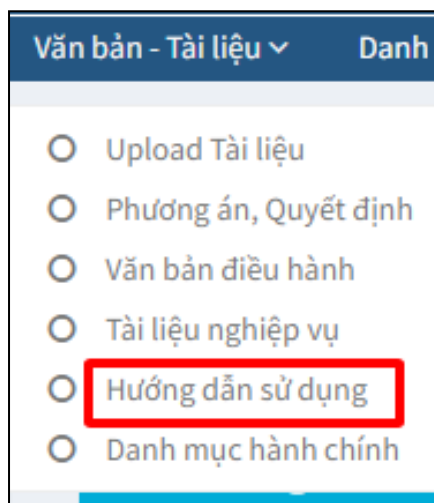 Văn bản - Tài liệu Danh
Upload Tài liệu
Phương án, Quyết định
Văn bản điều hành
Tài liệu nghiệp vụ
Hướng dẫn sử dụng
Danh mục hành chính